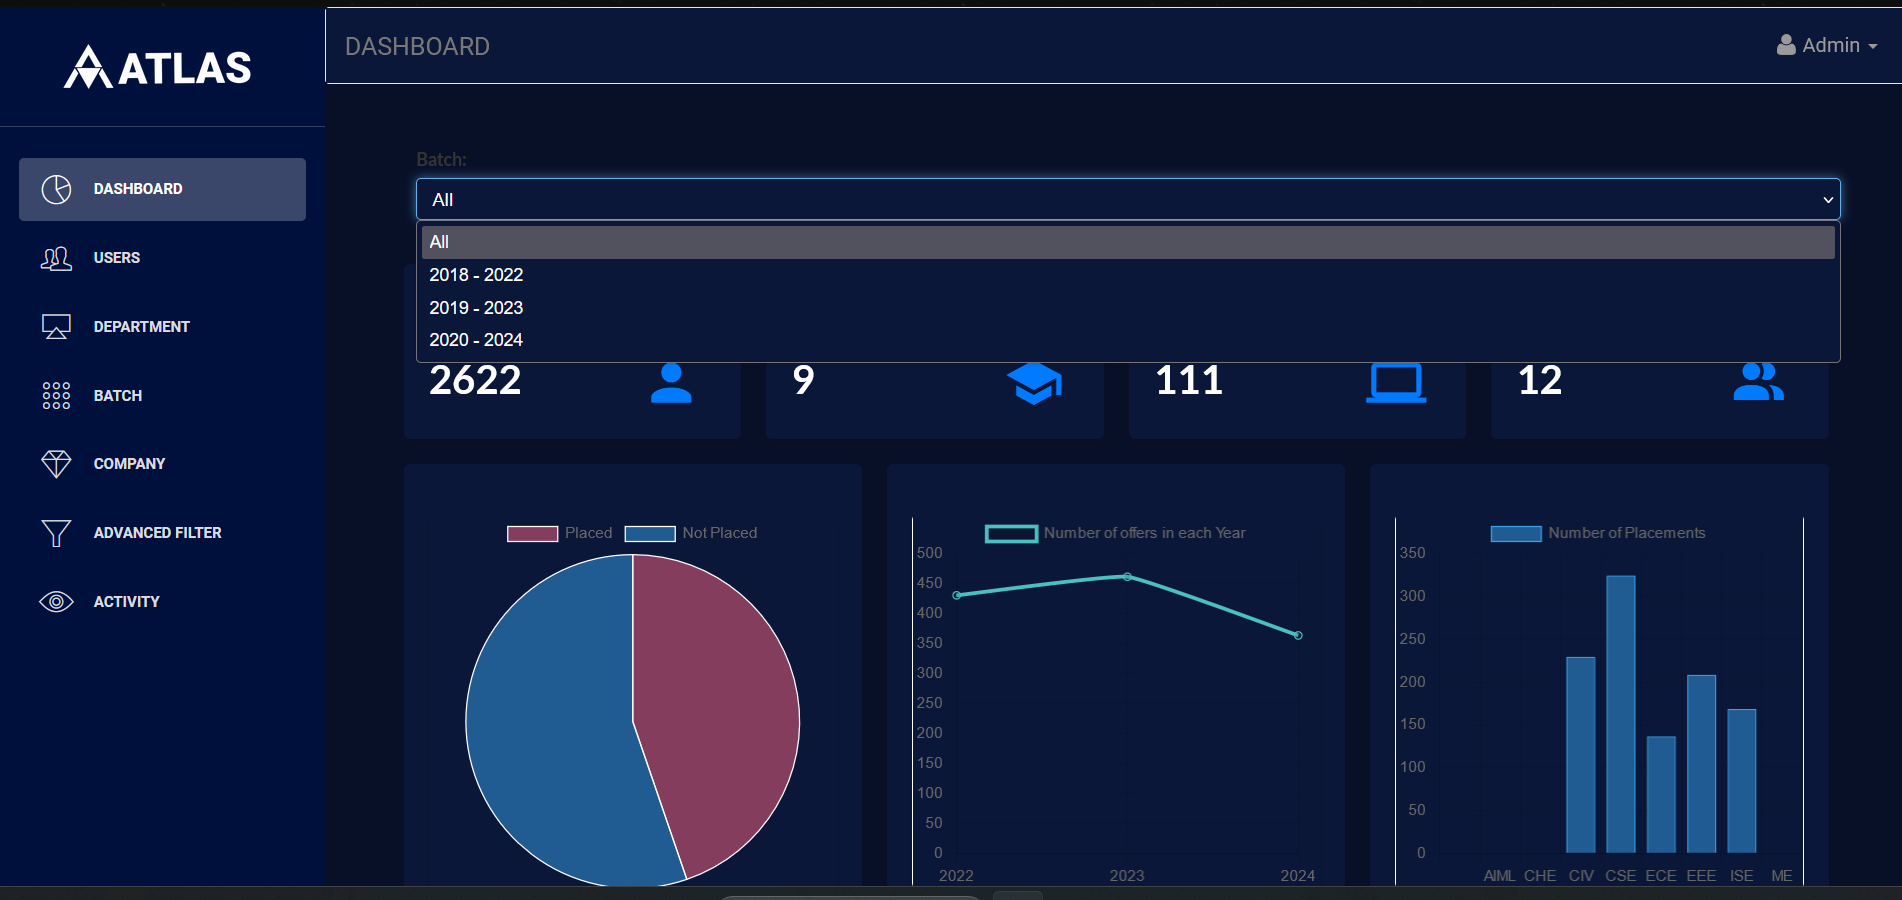 ATLAS
DASHBOARD
Admin
DASHBOARD
USERS
DEPARTMENT
BATCH
COMPANY
ADVANCED FILTER
ACTIVITY
Batch:
All
All
2018 - 2022
2019 - 2023
2020 - 2024
2622
9
111
12
Placed Not Placed
Number of offers in each Year
500
450
400
350
300
250
200
150
100
50
0
2022 2023 2024
Number of Placements
350
300
250
200
150
100
50
0
AIML CHE CIV CSE ECE EEE ISE ME